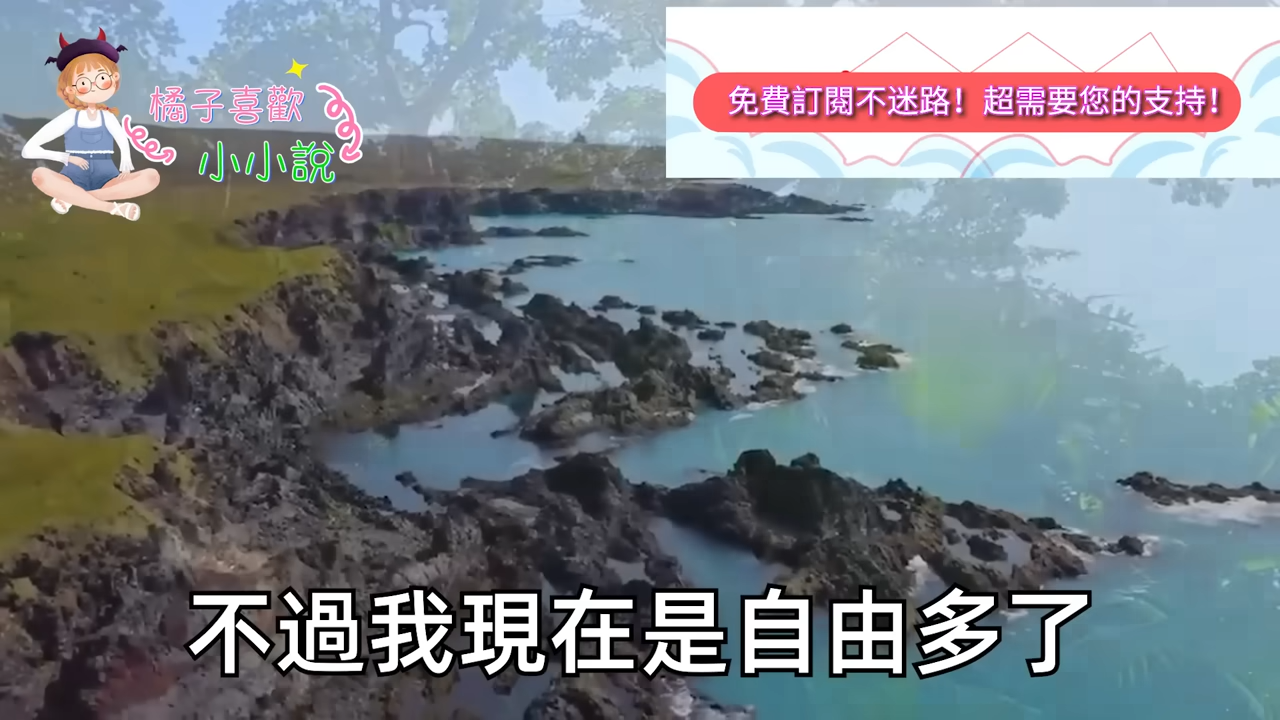 橘子喜歡
小小說
免費訂閱不迷路！超需要您的支持！
不過我現在是自由多了